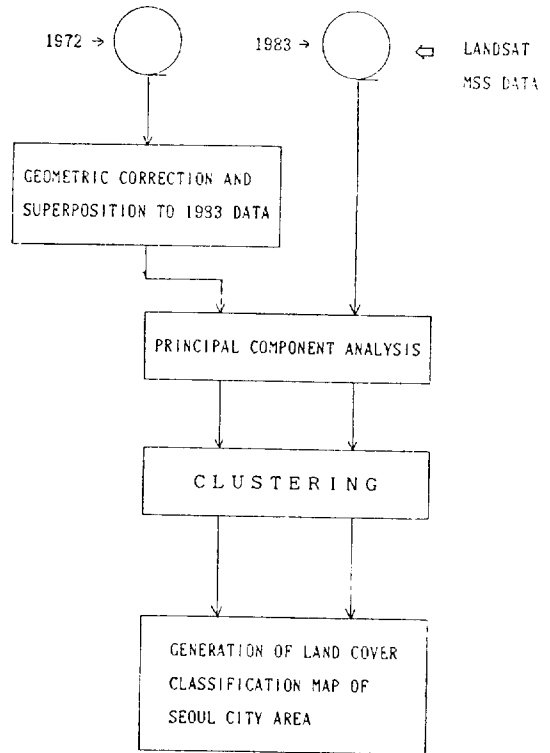 1972 →
1983 →
⇦ LANDSAT
MSS DATA
GEOMETRIC CORRECTION AND
SUPERPOSITION TO 1983 DATA
PRINCIPAL COMPONENT ANALYSIS
CLUSTERING
GENERATION OF LAND COVER
CLASSIFICATION MAP OF
SEOUL CITY AREA